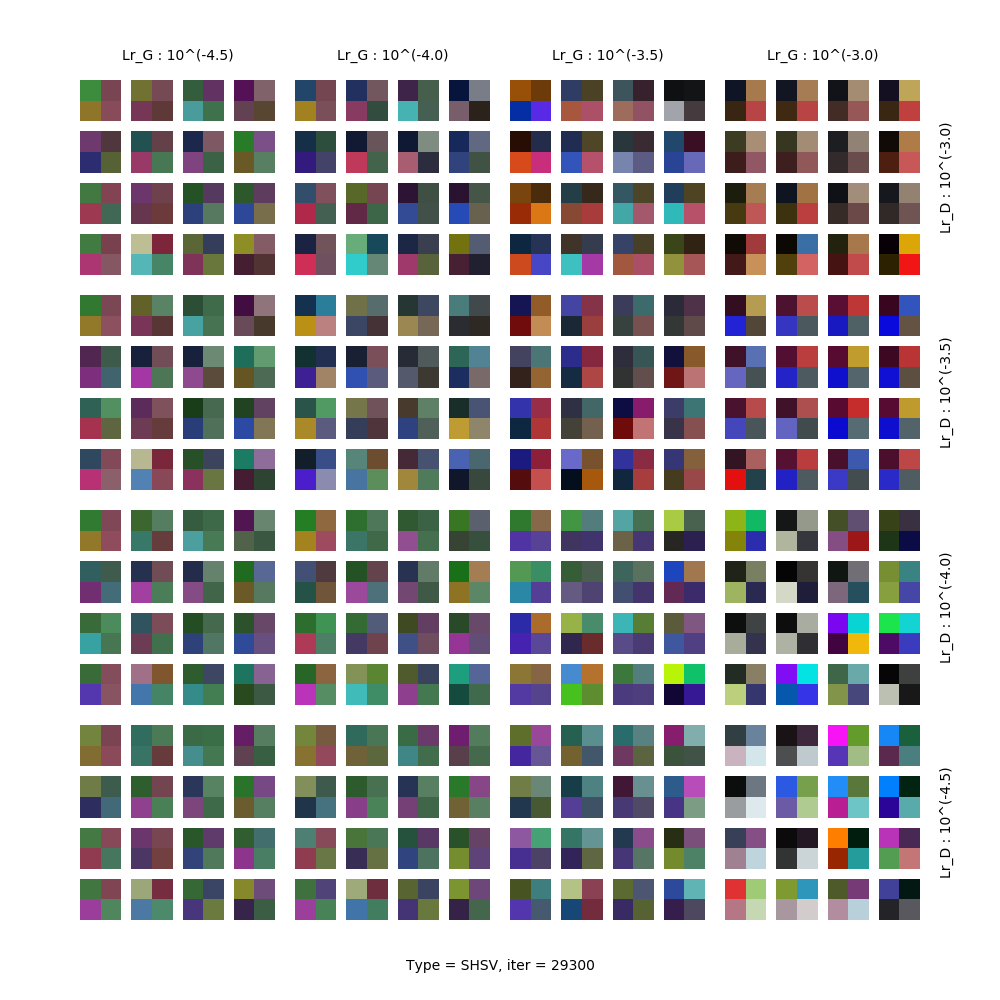 Lr_G : 10^(-4.5)
Lr_G : 10^(-4.0)
Lr_G : 10^(-3.5)
Lr_G : 10^(-3.0)
Lr_D : 10^(-3.0)
Lr_D : 10^(-3.5)
Lr_D : 10^(-4.0)
Lr_D : 10^(-4.5)
Type = SHSV, iter = 29300